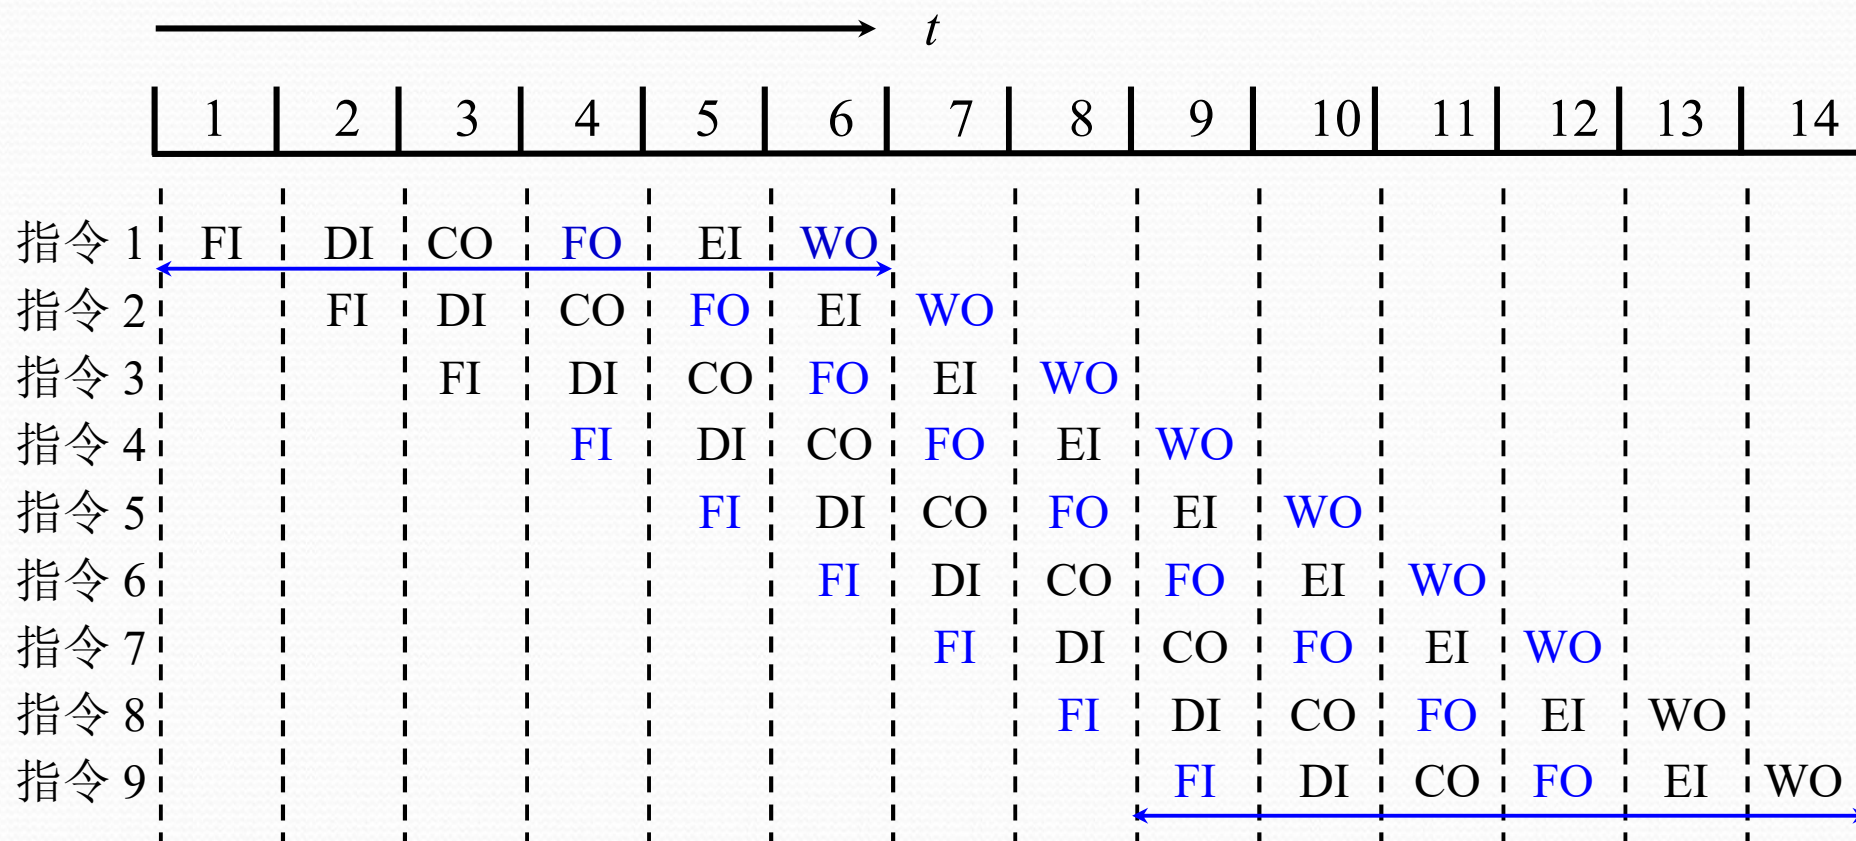 t
1 2 3 4 5 6 7 8 9 10 11 12 13 14
指令 1 FI DI CO FO EI WO
指令 2 FI DI CO FO EI WO
指令 3 FI DI CO FO EI WO
指令 4 FI DI CO FO EI WO
指令 5 FI DI CO FO EI WO
指令 6 FI DI CO FO EI WO
指令 7 FI DI CO FO EI WO
指令 8 FI DI CO FO EI WO
指令 9 FI DI CO FO EI WO